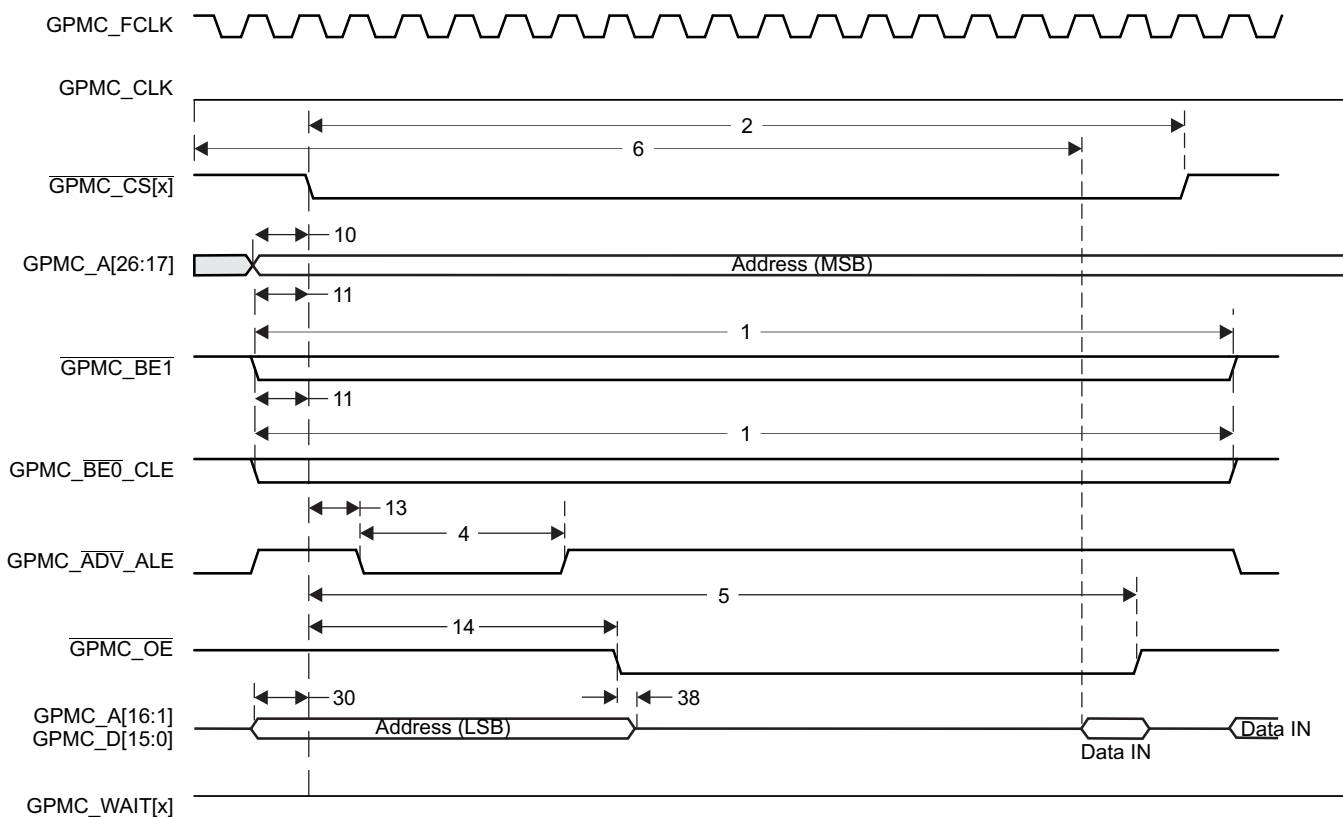 GPMC_FCLK
GPMC_CLK
2
6
GPMC_CS[x]
10
GPMC_A[26:17]
Address (MSB)
11
1
GPMC_BE1
11
1
GPMC_BE0_CLE
13
4
GPMC_ADV_ALE
5
14
GPMC_OE
30
38
GPMC_A[16:1]
GPMC_D[15:0]
Address (LSB)
Data IN
Data IN
GPMC_WAIT[x]